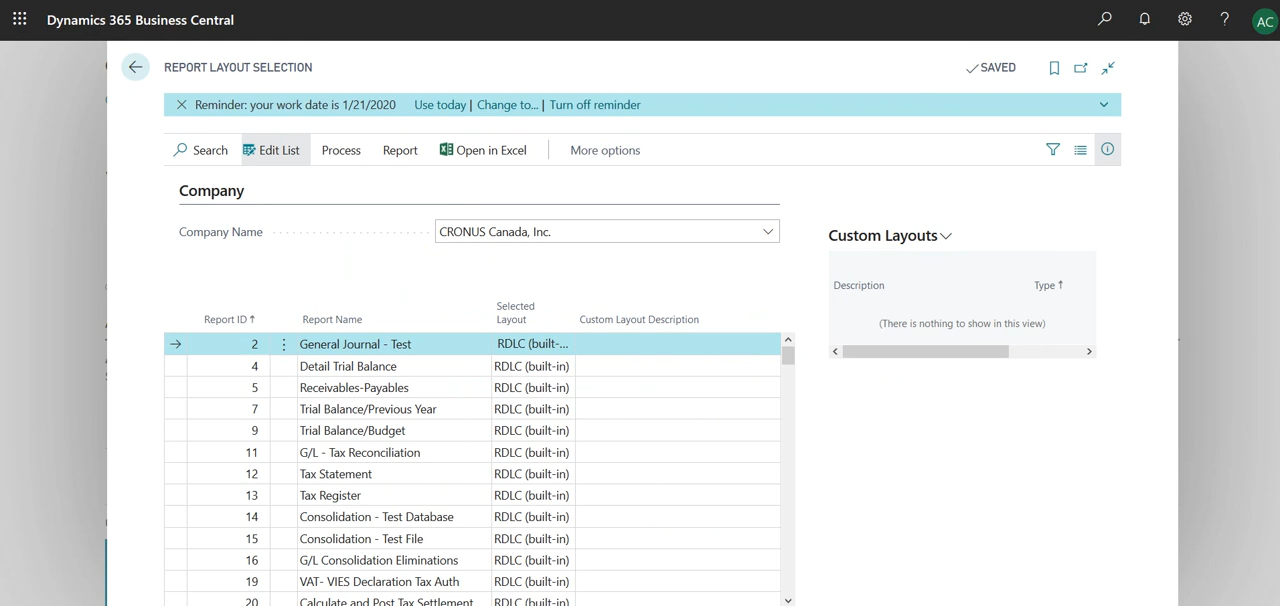 Dynamics 365 Business Central
AC
REPORT LAYOUT SELECTION
SAVED
Reminder: your work date is 1/21/2020 Use today | Change to... | Turn off reminder
Search Edit List Process Report Open in Excel More options
Company
Company Name CRONUS Canada, Inc.
Custom Layouts
Description Type ↑
(There is nothing to show in this view)
Report ID ↑ Report Name Selected Layout Custom Layout Description
2 General Journal - Test RDLC (built-...
4 Detail Trial Balance RDLC (built-in)
5 Receivables-Payables RDLC (built-in)
7 Trial Balance/Previous Year RDLC (built-in)
9 Trial Balance/Budget RDLC (built-in)
11 G/L - Tax Reconciliation RDLC (built-in)
12 Tax Statement RDLC (built-in)
13 Tax Register RDLC (built-in)
14 Consolidation - Test Database RDLC (built-in)
15 Consolidation - Test File RDLC (built-in)
16 G/L Consolidation Eliminations RDLC (built-in)
19 VAT- VIES Declaration Tax Auth RDLC (built-in)
20 Calculate and Post Tax Settlement RDLC (built-in)